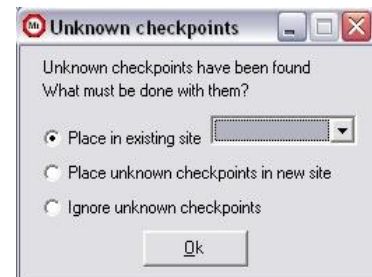 Unknown checkpoints
Unknown checkpoints have been found
What must be done with them?
Place in existing site
Place unknown checkpoints in new site
Ignore unknown checkpoints
Ok